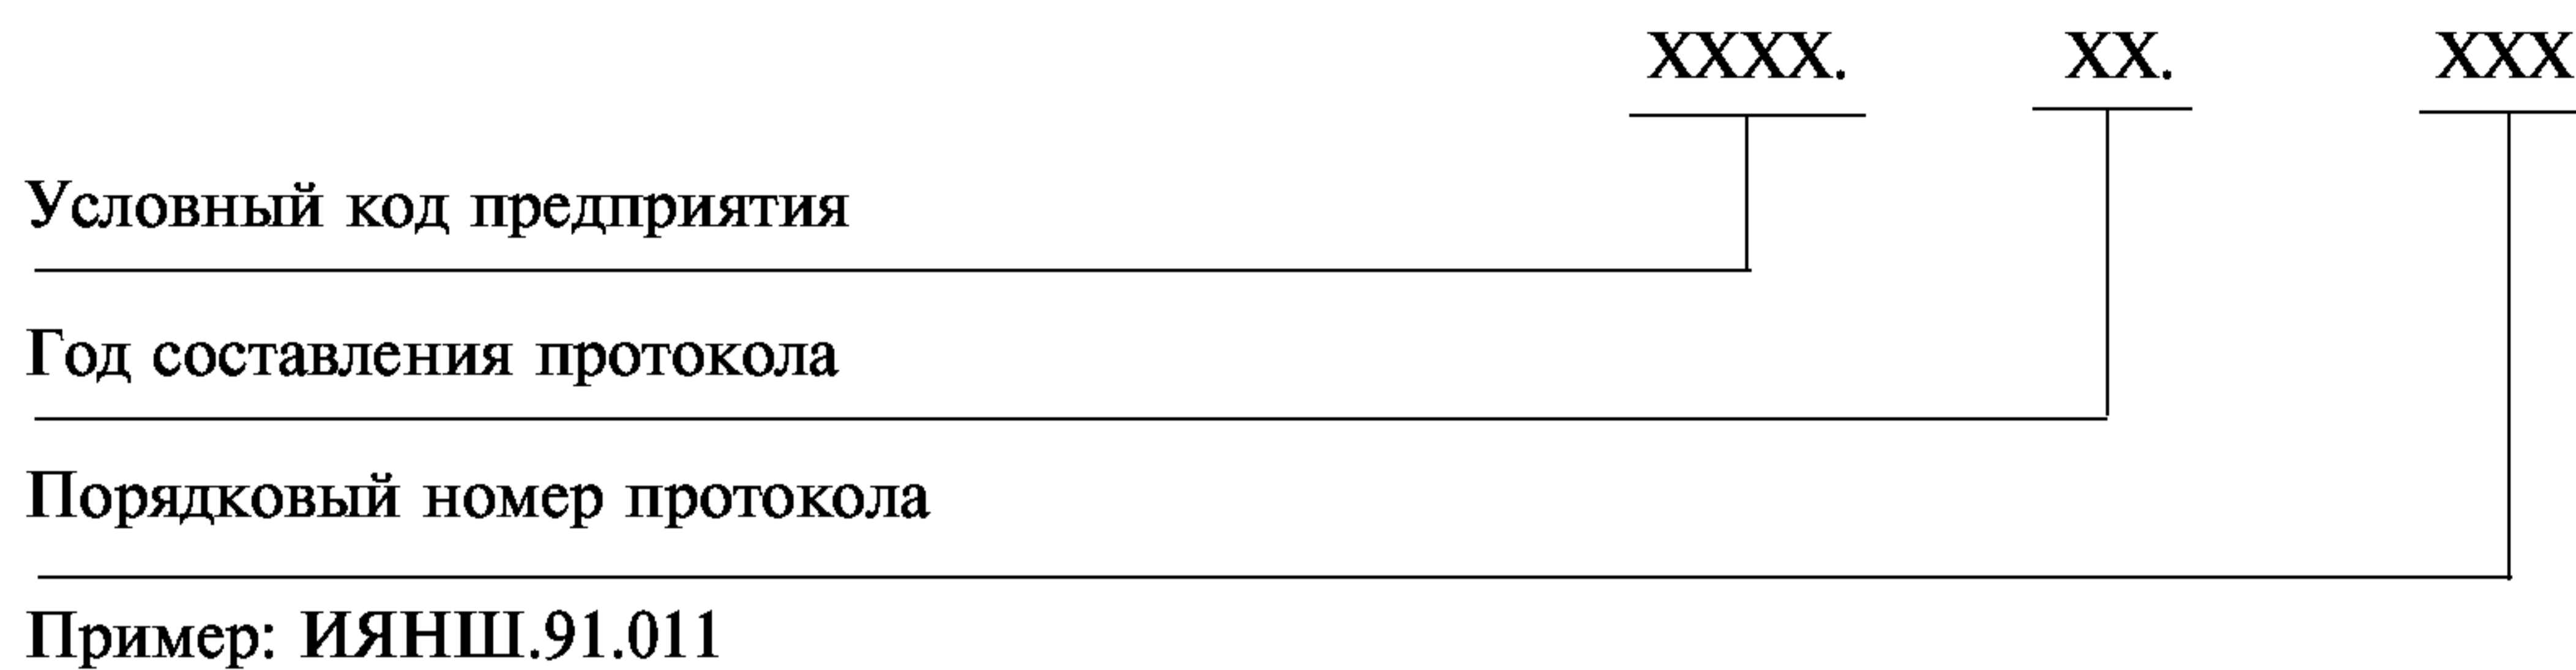 XXXX. XX. XXX
Условный код предприятия
Год составления протокола
Порядковый номер протокола
Пример: ИЯНШ.91.011